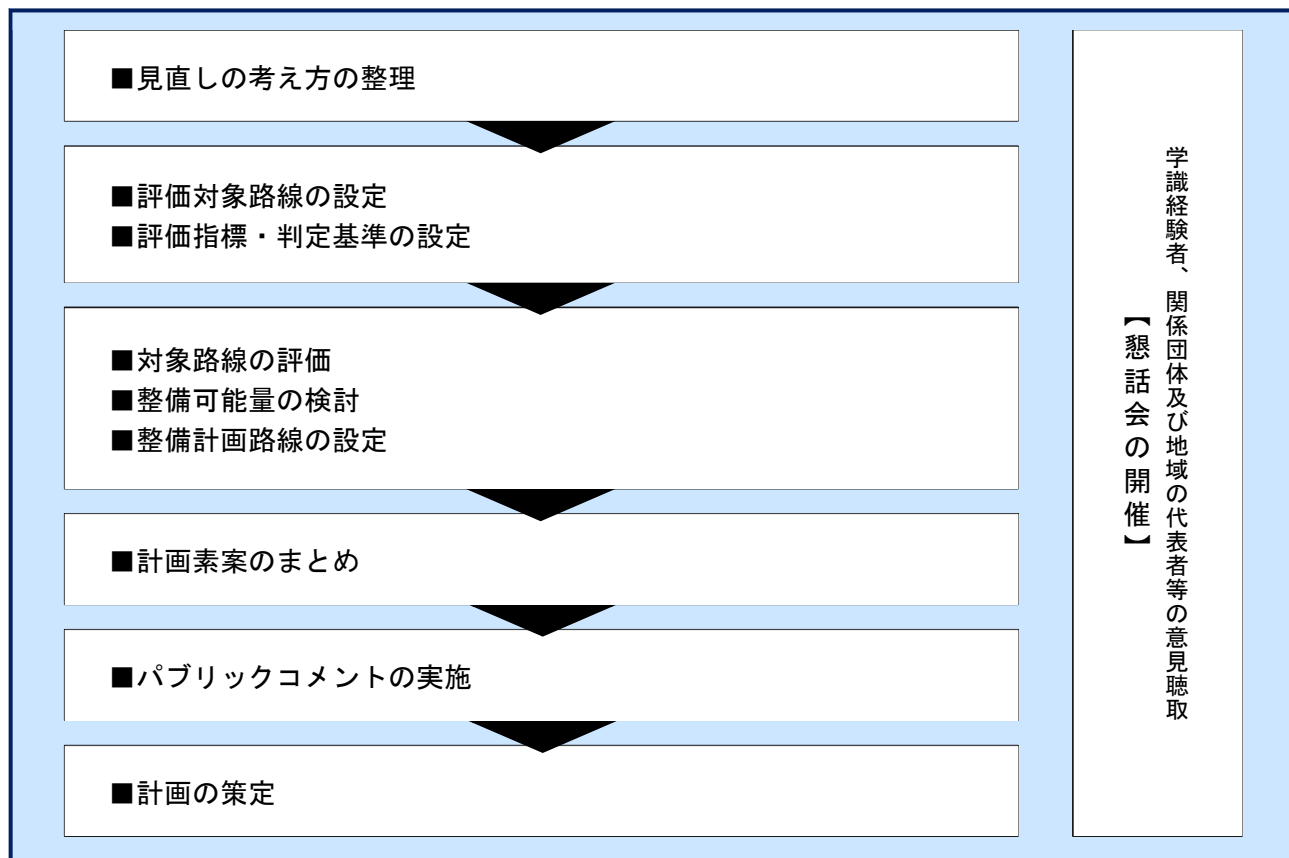 ■見直しの考え方の整理
■評価対象路線の設定
■評価指標・判定基準の設定
■対象路線の評価
■整備可能量の検討
■整備計画路線の設定
■計画素案のまとめ
■パブリックコメントの実施
■計画の策定
学識経験者、関係団体及び地域の代表者等の意見聴取
【懇話会の開催】